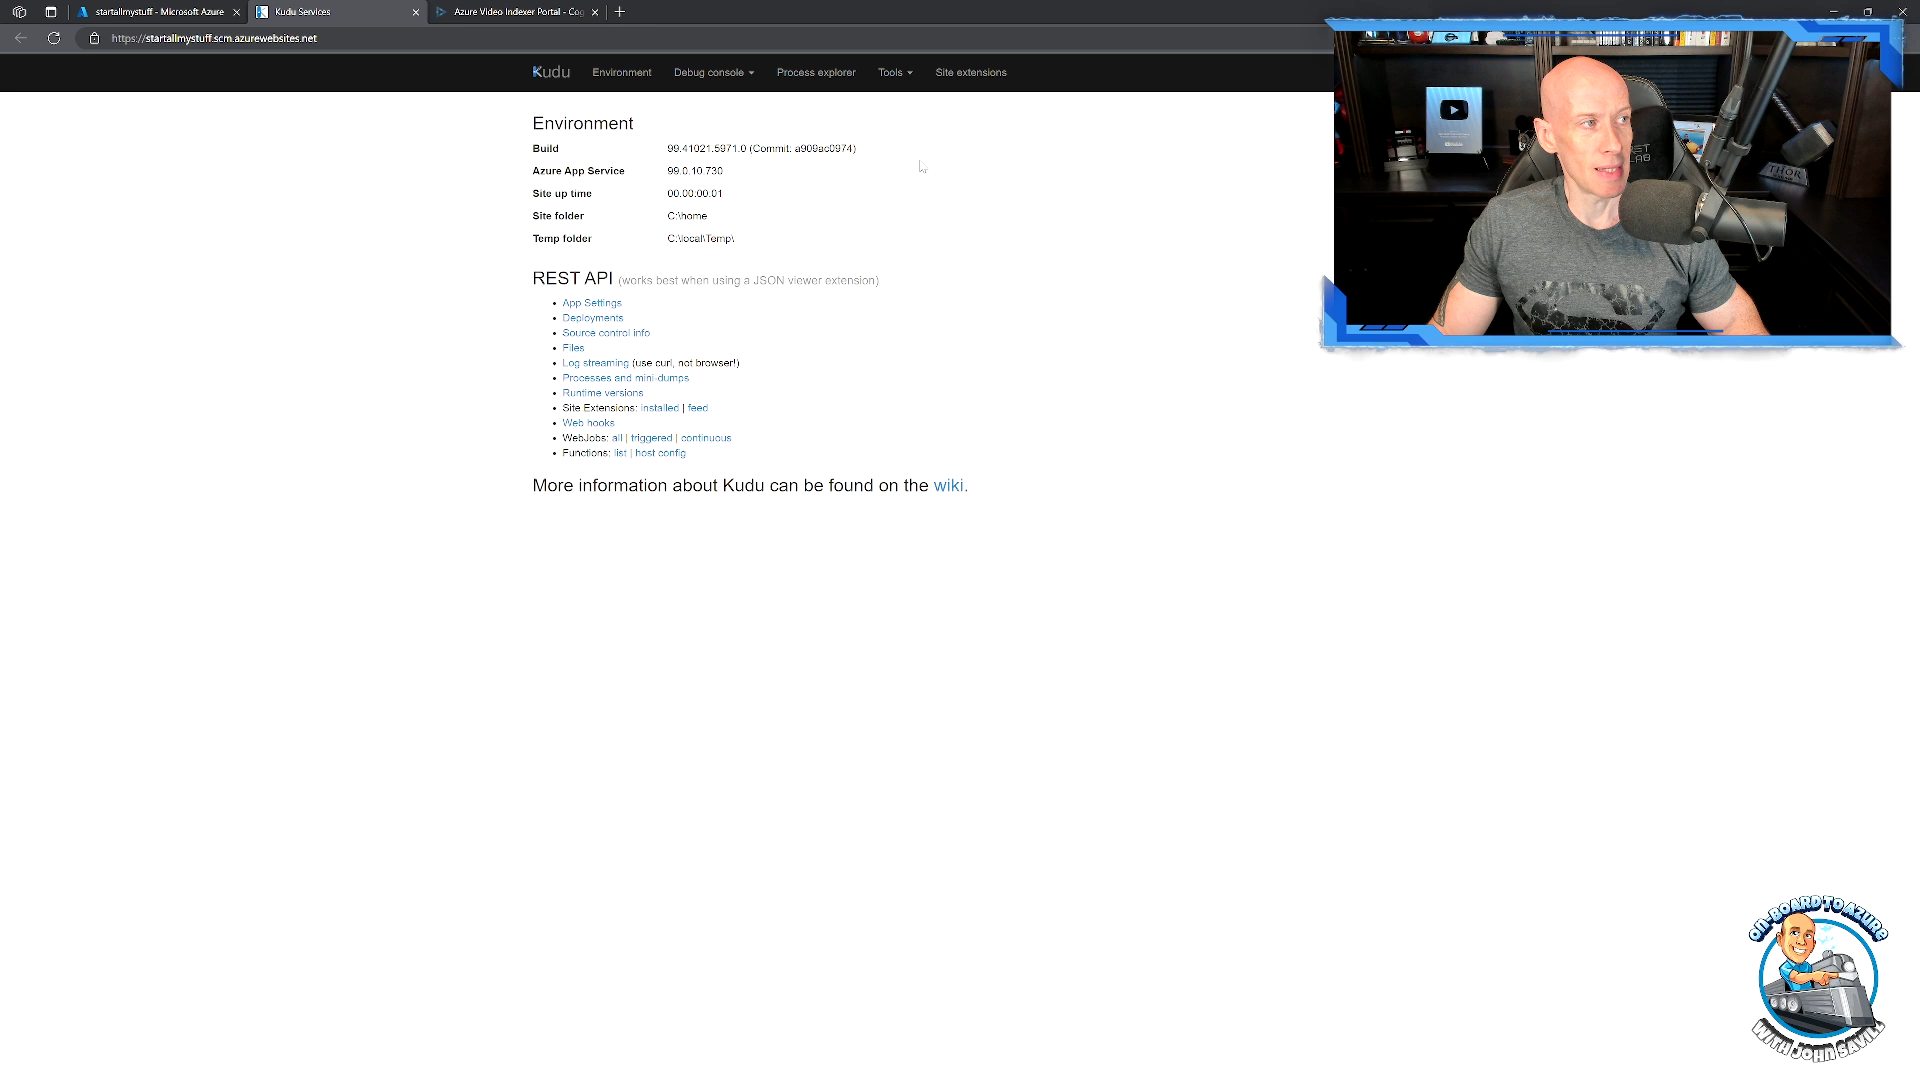 startallmystuff - Microsoft Azure
Kudu Services
Azure Video Indexer Portal - Cog
https://startallmystuff.scm.azurewebsites.net
Kudu Environment Debug console Process explorer Tools Site extensions
Environment
Build 99.41021.5971.0 (Commit: a909ac0974)
Azure App Service 99.0.10.730
Site up time 00.00:00.01
Site folder C:\home
Temp folder C:\local\Temp\
REST API (works best when using a JSON viewer extension)
App Settings
Deployments
Source control info
Files
Log streaming (use curl, not browser!)
Processes and mini-dumps
Runtime versions
Site Extensions: installed | feed
Web hooks
WebJobs: all | triggered | continuous
Functions: list | host config
More information about Kudu can be found on the wiki.
THOR
ON-BOARD TO AZURE
WITH JOHN SAVILL